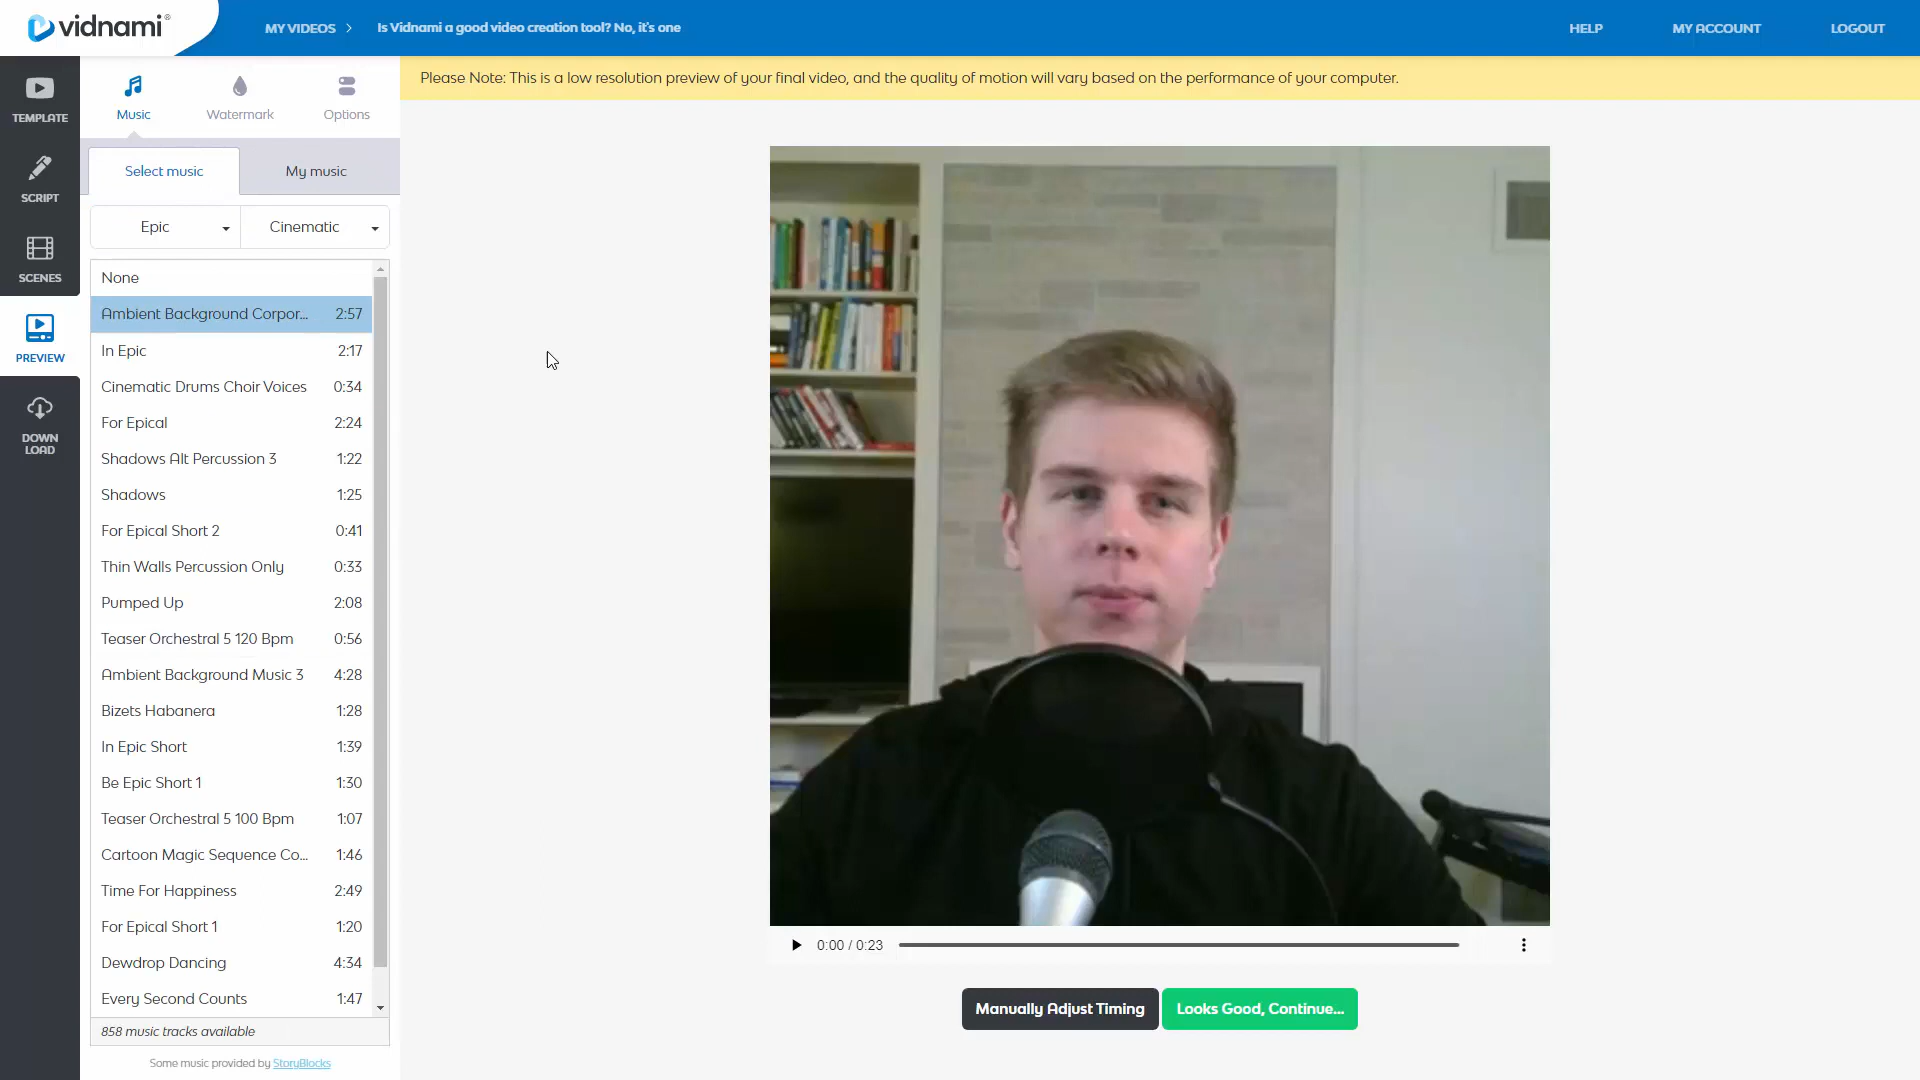 vidnami®
MY VIDEOS
Is Vidnami a good video creation tool? No, it's one
HELP
MY ACCOUNT
LOGOUT
TEMPLATE
SCRIPT
SCENES
PREVIEW
DOWN
LOAD
Music
Watermark
Options
Select music
My music
Epic
Cinematic
None
Ambient Background Corpor... 2:57
In Epic 2:17
Cinematic Drums Choir Voices 0:34
For Epical 2:24
Shadows Alt Percussion 3 1:22
Shadows 1:25
For Epical Short 2 0:41
Thin Walls Percussion Only 0:33
Pumped Up 2:08
Teaser Orchestral 5 120 Bpm 0:56
Ambient Background Music 3 4:28
Bizets Habanera 1:28
In Epic Short 1:39
Be Epic Short 1 1:30
Teaser Orchestral 5 100 Bpm 1:07
Cartoon Magic Sequence Co... 1:46
Time For Happiness 2:49
For Epical Short 1 1:20
Dewdrop Dancing 4:34
Every Second Counts 1:47
858 music tracks available
Some music provided by StoryBlocks
Please Note: This is a low resolution preview of your final video, and the quality of motion will vary based on the performance of your computer.
0:00 / 0:23
Manually Adjust Timing
Looks Good, Continue...